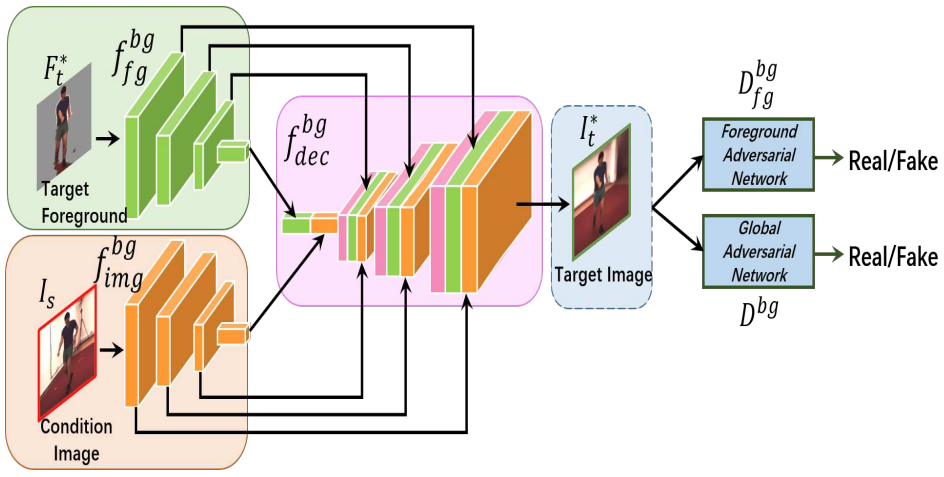 F_t^*
f_{fg}^{bg}
Target
Foreground
f_{dec}^{bg}
I_t^*
Target Image
D_{fg}^{bg}
Foreground
Adversarial
Network
Real/Fake
I_s
f_{img}^{bg}
Condition
Image
Global
Adversarial
Network
Real/Fake
D^{bg}